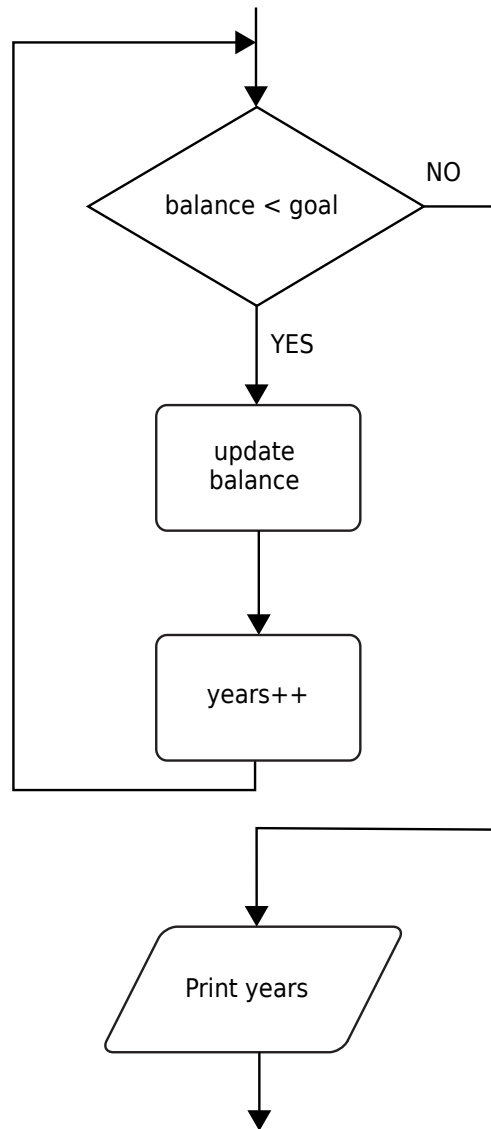 NO
balance < goal
YES
update
balance
years++
Print years